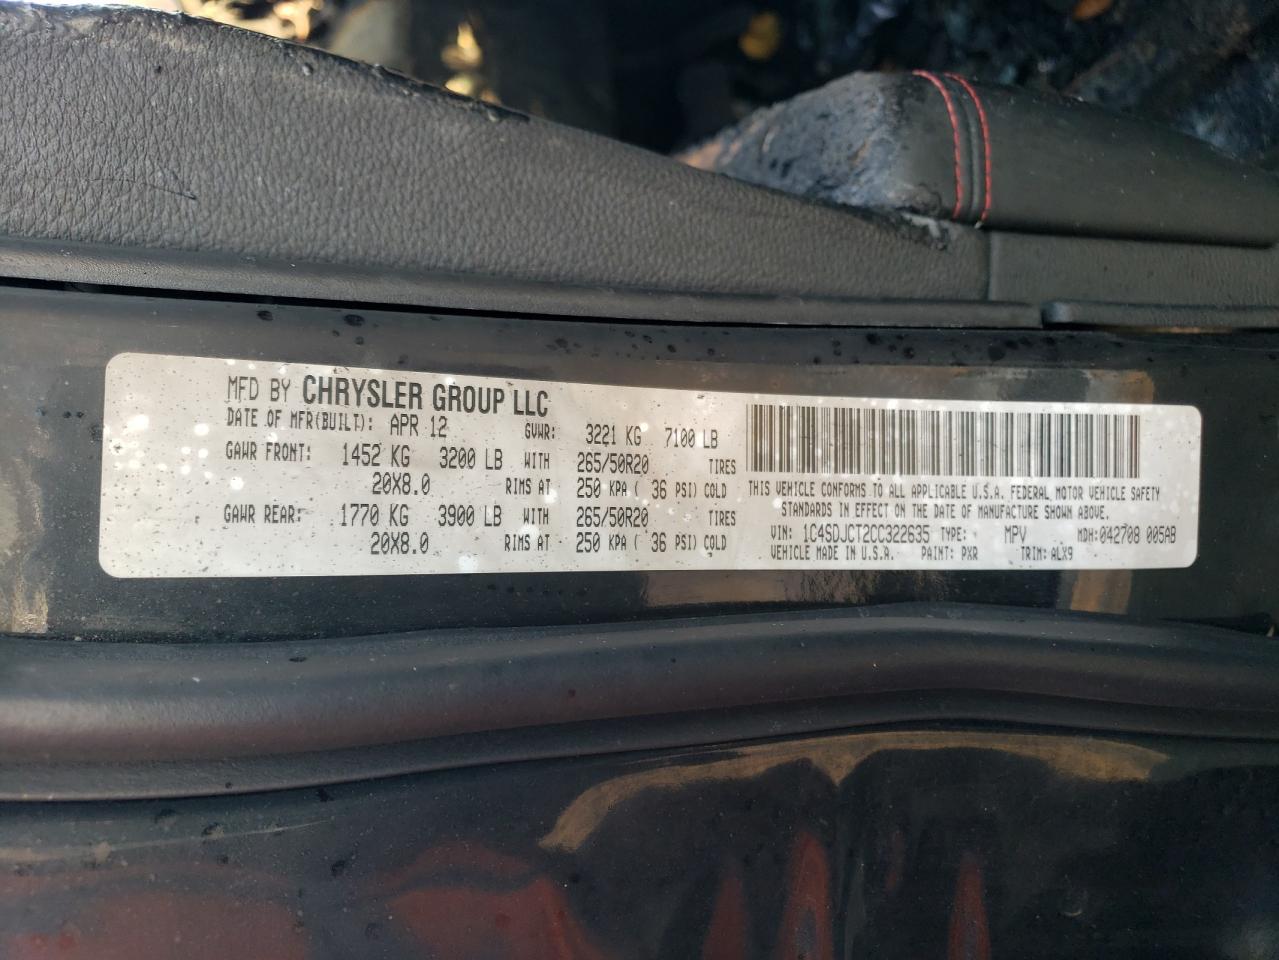 MFD BY CHRYSLER GROUP LLC
DATE OF MFR(BUILT): APR 12 GVWR: 3221 KG 7100 LB
GAWR FRONT: 1452 KG 3200 LB WITH 265/50R20 TIRES
20X8.0 RIMS AT 250 KPA ( 36 PSI) COLD
GAWR REAR: 1770 KG 3900 LB WITH 265/50R20 TIRES
20X8.0 RIMS AT 250 KPA ( 36 PSI) COLD
THIS VEHICLE CONFORMS TO ALL APPLICABLE U.S.A. FEDERAL MOTOR VEHICLE SAFETY
STANDARDS IN EFFECT ON THE DATE OF MANUFACTURE SHOWN ABOVE.
VIN: 1C4SDJCT2CC322635 TYPE: MPV MDH:042708 005AB
VEHICLE MADE IN U.S.A. PAINT: PXR TRIM: ALX9